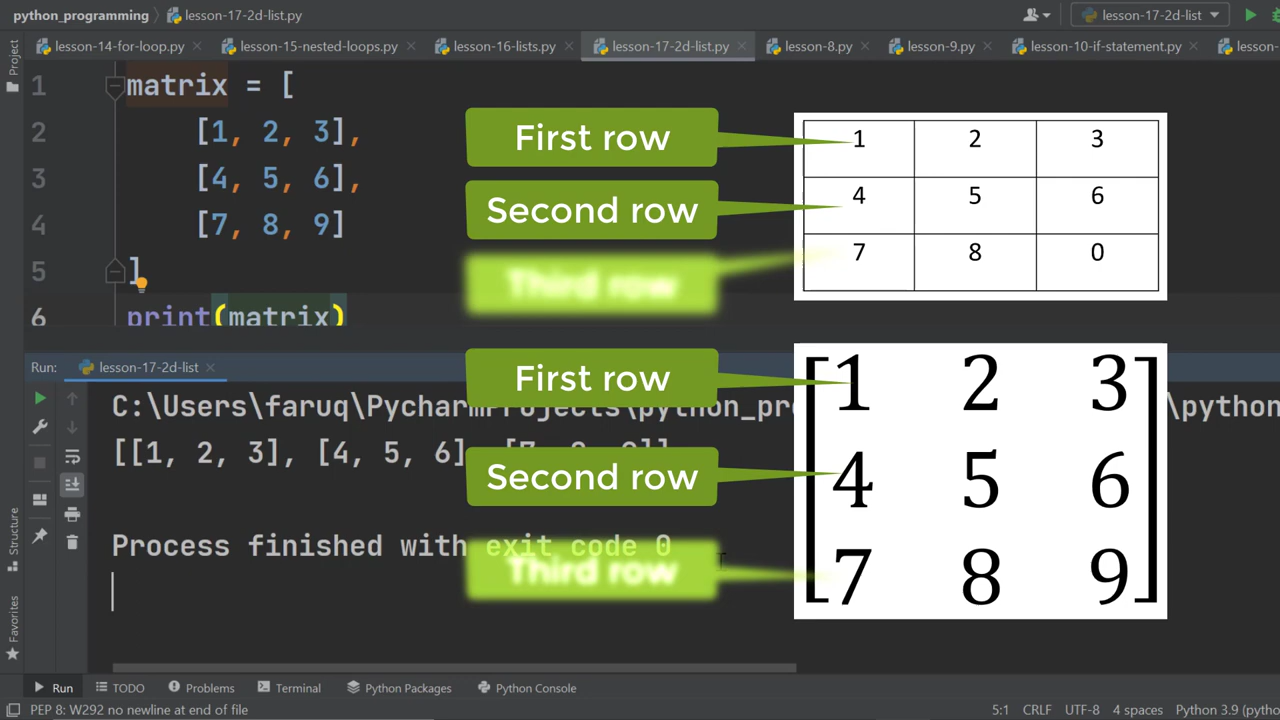 python_programming
lesson-17-2d-list.py
lesson-17-2d-list
Project
lesson-14-for-loop.py
lesson-15-nested-loops.py
lesson-16-lists.py
lesson-17-2d-list.py
lesson-8.py
lesson-9.py
lesson-10-if-statement.py
lesson-
1 matrix = [
2 [1, 2, 3],
3 [4, 5, 6],
4 [7, 8, 9]
5 ]
6 print(matrix)
First row
Second row
Third row
1 2 3
4 5 6
7 8 0
Run: lesson-17-2d-list
C:\Users\faruq\PycharmProjects\python_pr
\python
[[1, 2, 3], [4, 5, 6]
Process finished with exit code 0
First row
Second row
Third row
1 2 3
4 5 6
7 8 9
Structure
Favorites
Run
TODO
Problems
Terminal
Python Packages
Python Console
PEP 8: W292 no newline at end of file
5:1 CRLF UTF-8 4 spaces Python 3.9 (pytho